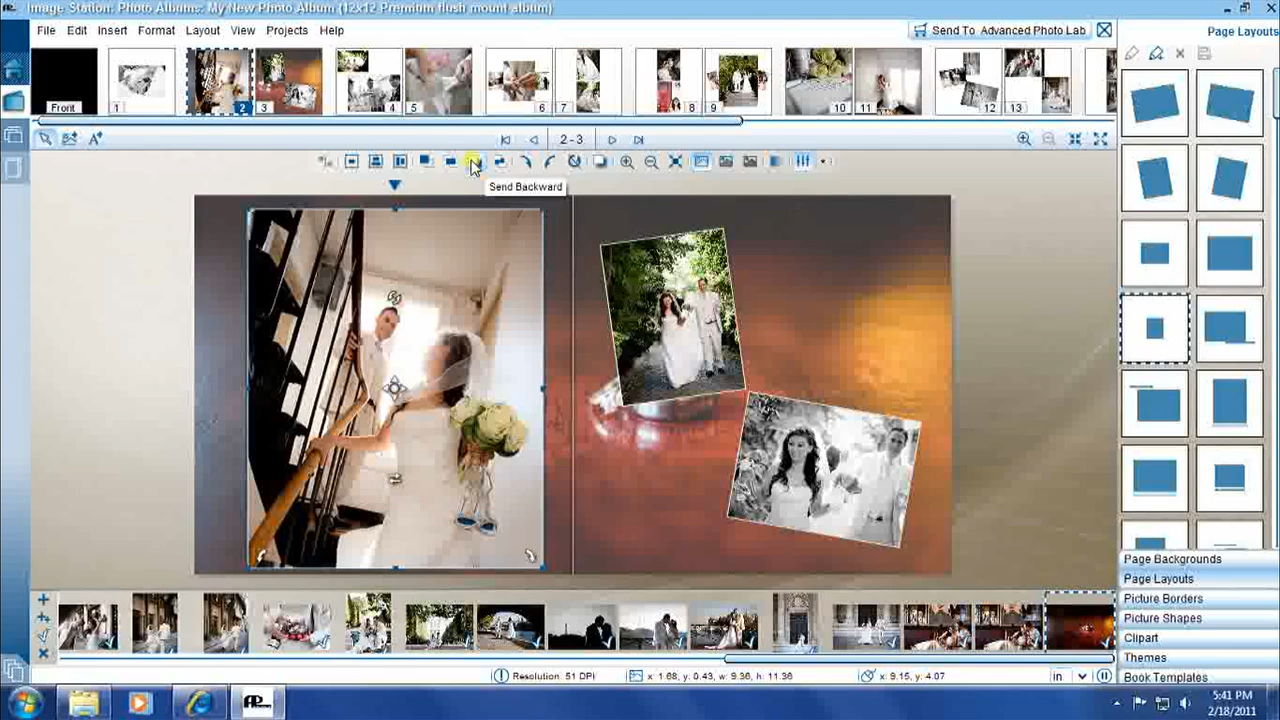 Image Station: Photo Albums: My New Photo Album (12x12 Premium flush mount album)
File Edit Insert Format Layout View Projects Help
Send To Advanced Photo Lab
Page Layouts
Front 1 2 3 4 5 6 7 8 9 10 11 12 13
2 - 3
Send Backward
Page Backgrounds
Page Layouts
Picture Borders
Picture Shapes
Clipart
Themes
Book Templates
Resolution: 51 DPI
x: 1.68, y: 0.43, w: 9.36, h: 11.36
x: 9.15, y: 4.07
in
AP
5:41 PM
2/18/2011